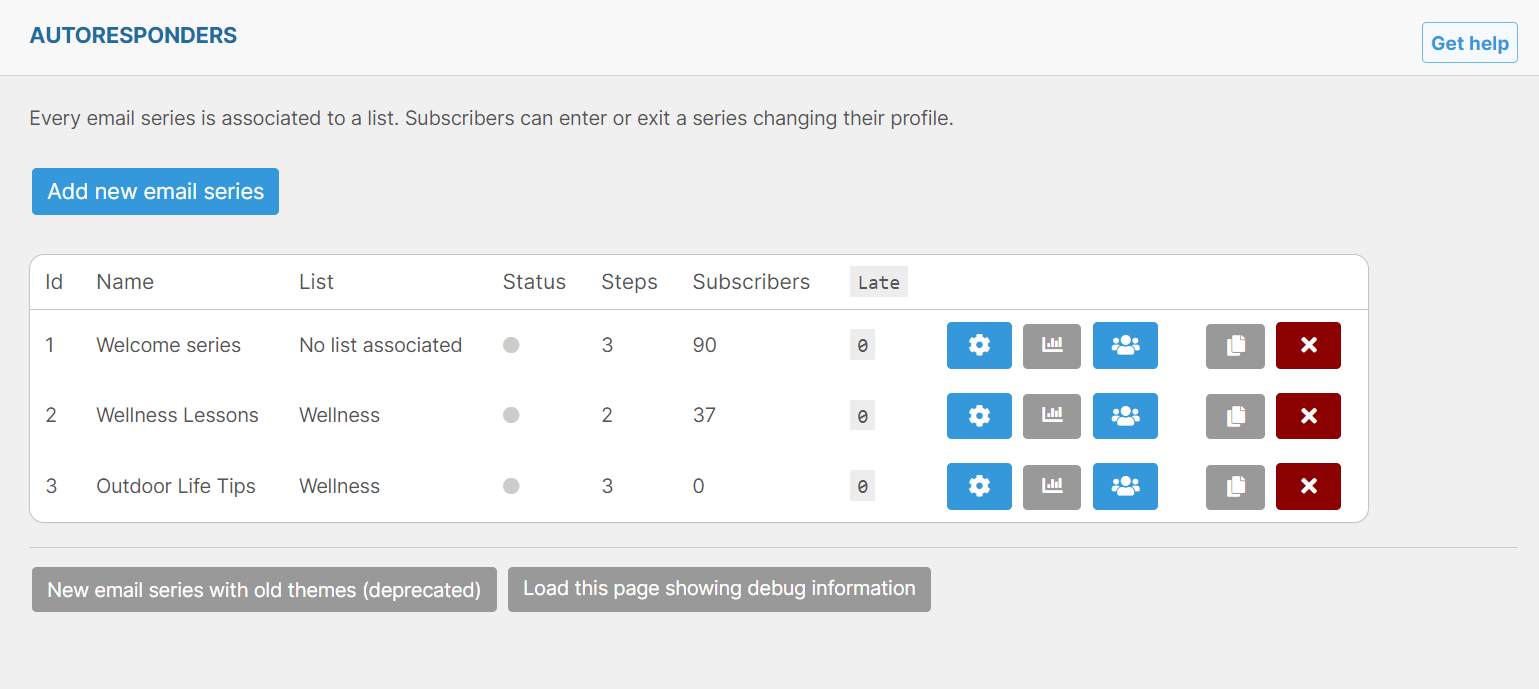 AUTORESPONDERS
Get help
Every email series is associated to a list. Subscribers can enter or exit a series changing their profile.
Add new email series
Id Name List Status Steps Subscribers Late
1 Welcome series No list associated 3 90 0
2 Wellness Lessons Wellness 2 37 0
3 Outdoor Life Tips Wellness 3 0 0
New email series with old themes (deprecated) Load this page showing debug information